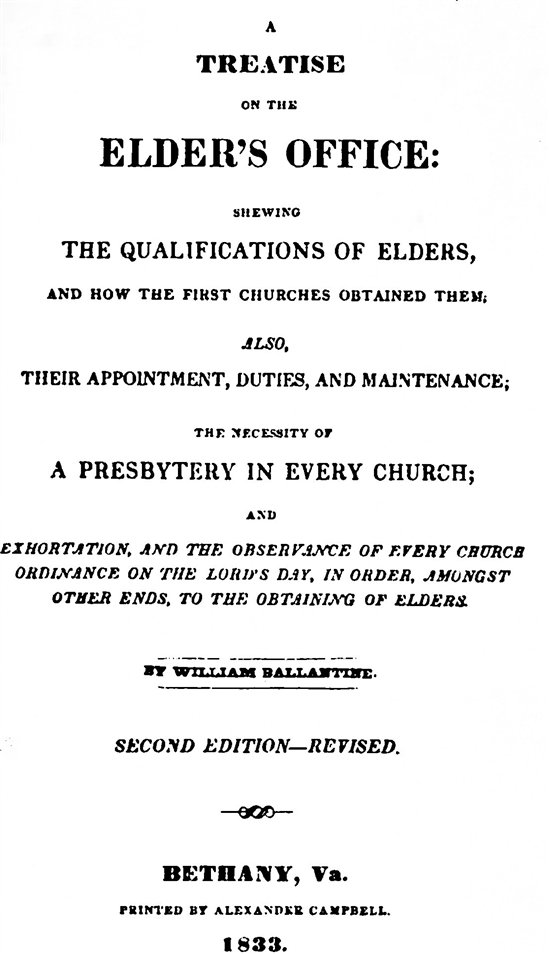 A
TREATISE
ON THE
ELDER'S OFFICE:
SHEWING
THE QUALIFICATIONS OF ELDERS,
AND HOW THE FIRST CHURCHES OBTAINED THEM;
ALSO,
THEIR APPOINTMENT, DUTIES, AND MAINTENANCE;
THE NECESSITY OF
A PRESBYTERY IN EVERY CHURCH;
AND
EXHORTATION, AND THE OBSERVANCE OF EVERY CHURCH
ORDINANCE ON THE LORD'S DAY, IN ORDER, AMONGST
OTHER ENDS, TO THE OBTAINING OF ELDERS.
BY WILLIAM BALLANTINE.
SECOND EDITION—REVISED.
BETHANY, Va.
PRINTED BY ALEXANDER CAMPBELL.
1833.